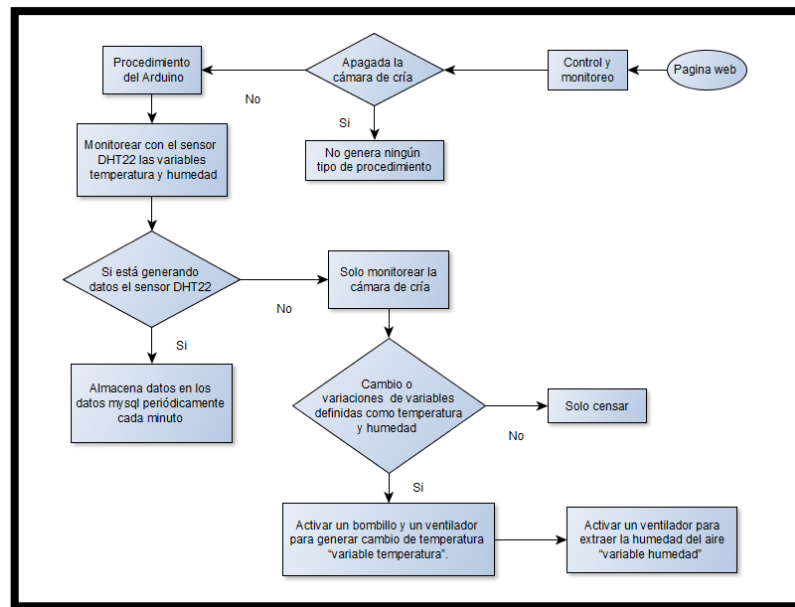 Pagina web
Control y
monitoreo
Apagada la
cámara de cría
No
Si
Procedimiento
del Arduino
No genera ningún
tipo de procedimiento
Monitorear con el sensor
DHT22 las variables
temperatura y humedad
Si está generando
datos el sensor DHT22
No
Si
Solo monitorear la
cámara de cría
Almacena datos en los
datos mysql periódicamente
cada minuto
Cambio o
variaciones de variables
definidas como temperatura
y humedad
No
Si
Solo censar
Activar un bombillo y un ventilador
para generar cambio de temperatura
“variable temperatura”.
Activar un ventilador para
extraer la humedad del aire
“variable humedad”